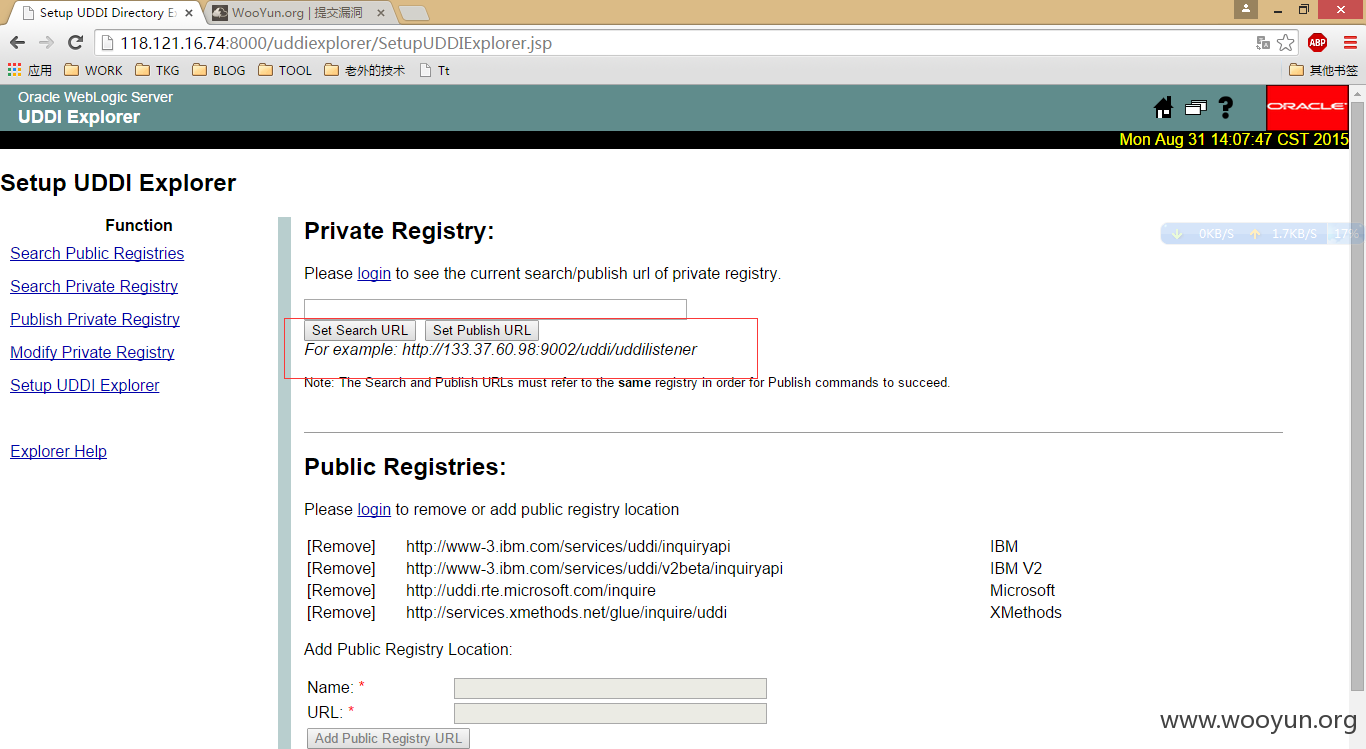 Setup UDDI Directory Ex
WooYun.org | 提交漏洞
118.121.16.74:8000/uddiexplorer/SetupUDDIExplorer.jsp
ABP
应用 WORK TKG BLOG TOOL 老外的技术 Tt 其他书签
Oracle WebLogic Server
UDDI Explorer
ORACLE
Mon Aug 31 14:07:47 CST 2015
Setup UDDI Explorer
Function
Search Public Registries
Search Private Registry
Publish Private Registry
Modify Private Registry
Setup UDDI Explorer
Explorer Help
0KB/S 1.7KB/S 17%
Private Registry:
Please login to see the current search/publish url of private registry.
Set Search URL Set Publish URL
For example: http://133.37.60.98:9002/uddi/uddilistener
Note: The Search and Publish URLs must refer to the same registry in order for Publish commands to succeed.
Public Registries:
Please login to remove or add public registry location
[Remove] http://www-3.ibm.com/services/uddi/inquiryapi IBM
[Remove] http://www-3.ibm.com/services/uddi/v2beta/inquiryapi IBM V2
[Remove] http://uddi.rte.microsoft.com/inquire Microsoft
[Remove] http://services.xmethods.net/glue/inquire/uddi XMethods
Add Public Registry Location:
Name: *
URL: *
Add Public Registry URL
www.wooyun.org